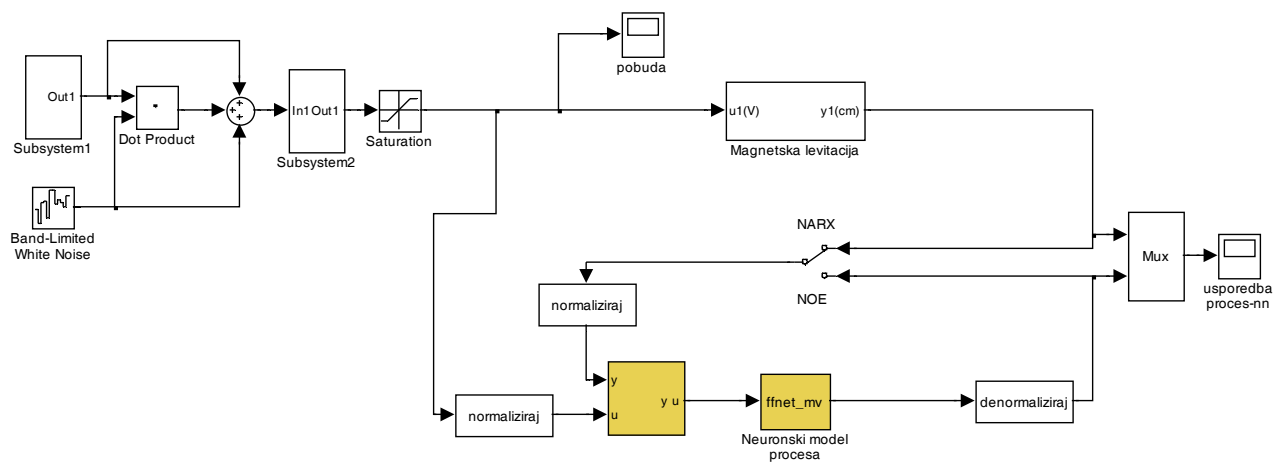 pobuda
Out1
Subsystem1
Dot Product
In1 Out1
Subsystem2
Saturation
u1(V)
y1(cm)
Magnetska levitacija
Band-Limited
White Noise
NARX
NOE
Mux
usporedba
proces-nn
normaliziraj
normaliziraj
y
u
y u
ffnet_mv
Neuronski model
procesa
denormaliziraj